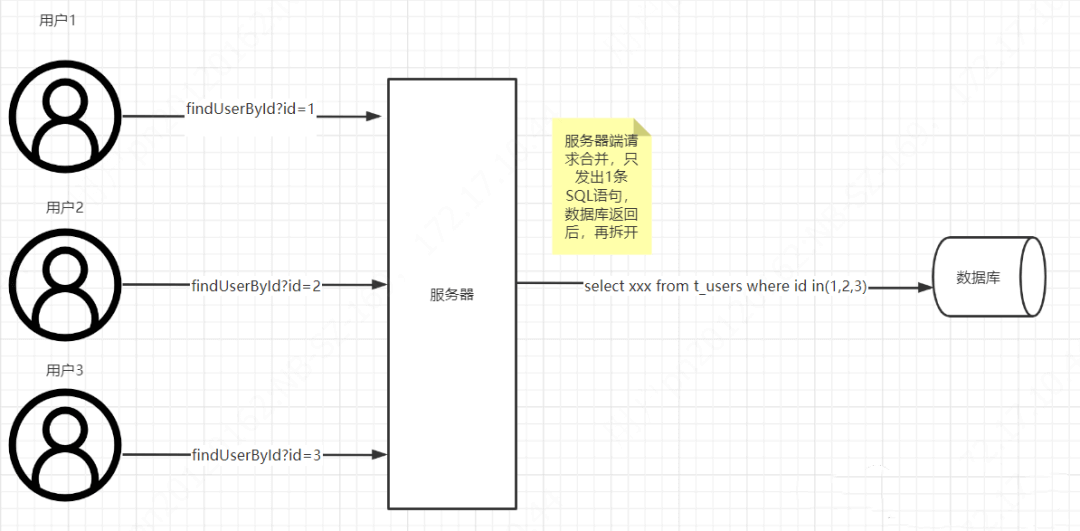 用户1
findUserById?id=1
服务器端请
求合并，只
发出1条
SQL语句，
数据库返回
后，再拆开
用户2
findUserById?id=2
服务器
select xxx from t_users where id in(1,2,3)
数据库
用户3
findUserById?id=3